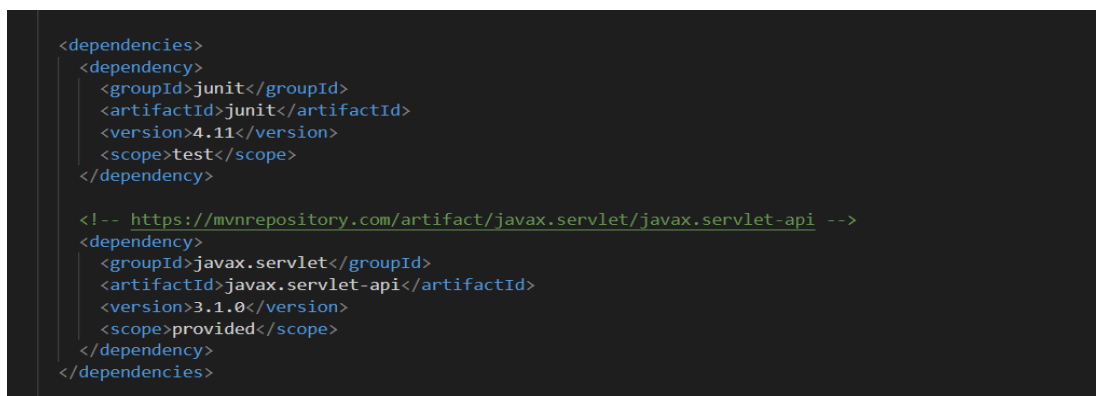 <dependencies>
<dependency>
<groupId>junit</groupId>
<artifactId>junit</artifactId>
<version>4.11</version>
<scope>test</scope>
</dependency>
<!-- https://mvnrepository.com/artifact/javax.servlet/javax.servlet-api -->
<dependency>
<groupId>javax.servlet</groupId>
<artifactId>javax.servlet-api</artifactId>
<version>3.1.0</version>
<scope>provided</scope>
</dependency>
</dependencies>